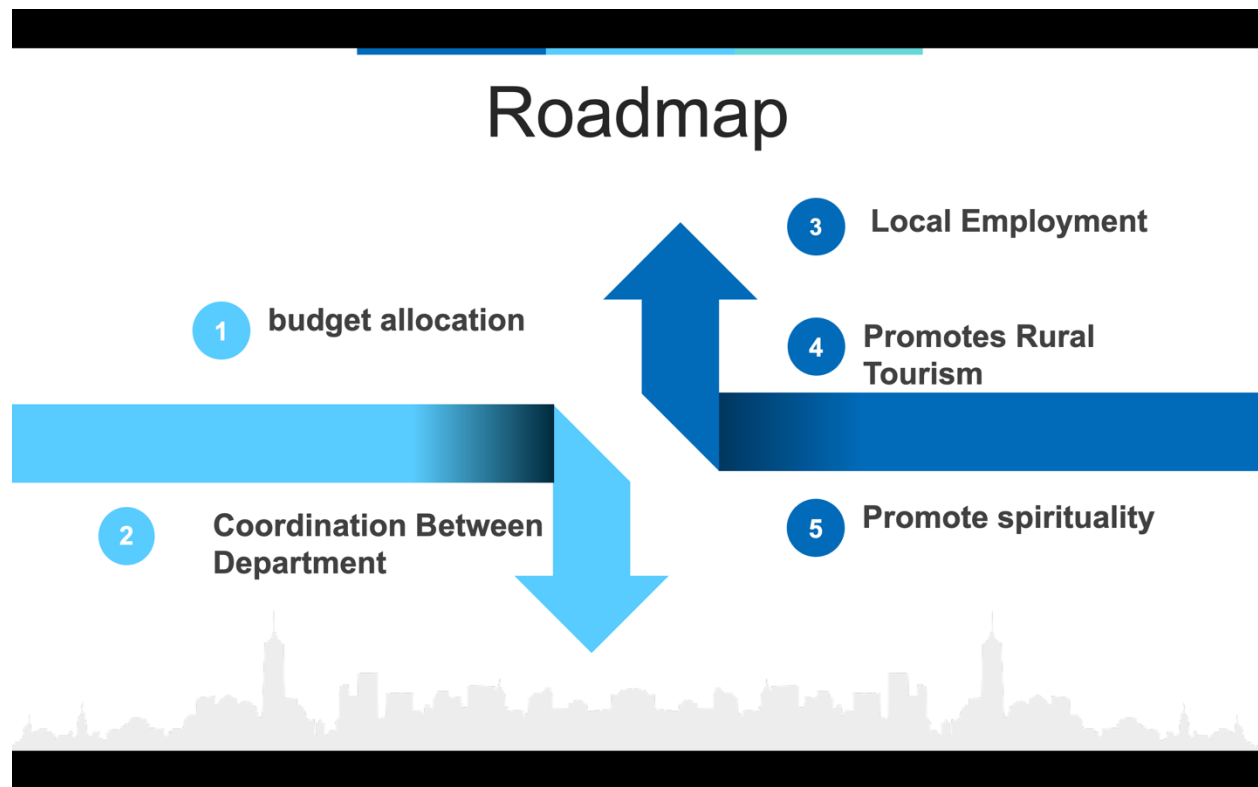 Roadmap
1
budget allocation
2
Coordination Between
Department
3
Local Employment
4
Promotes Rural
Tourism
5
Promote spirituality